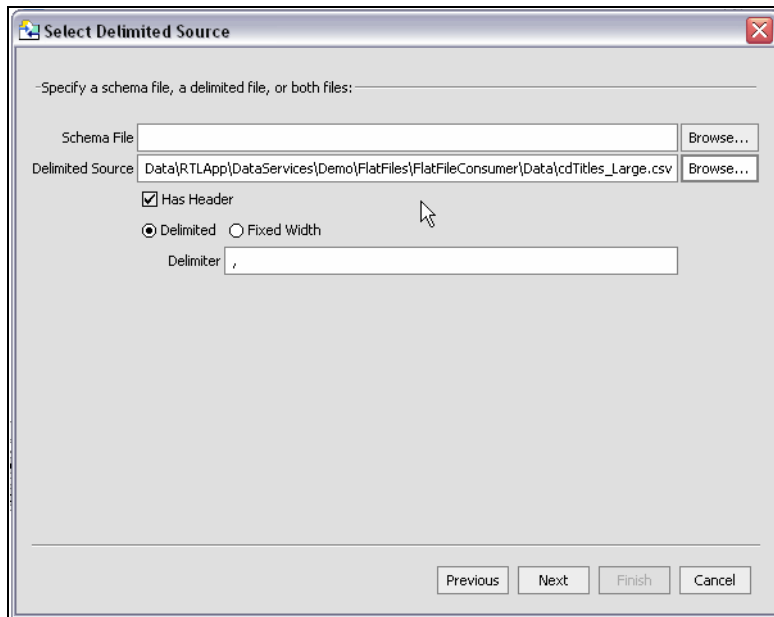 Select Delimited Source
Specify a schema file, a delimited file, or both files:
Schema File Browse...
Delimited Source Data\RTLApp\DataServices\Demo\FlatFiles\FlatFileConsumer\Data\cdTitles_Large.csv Browse...
Has Header
Delimited Fixed Width
Delimiter ,
Previous Next Finish Cancel